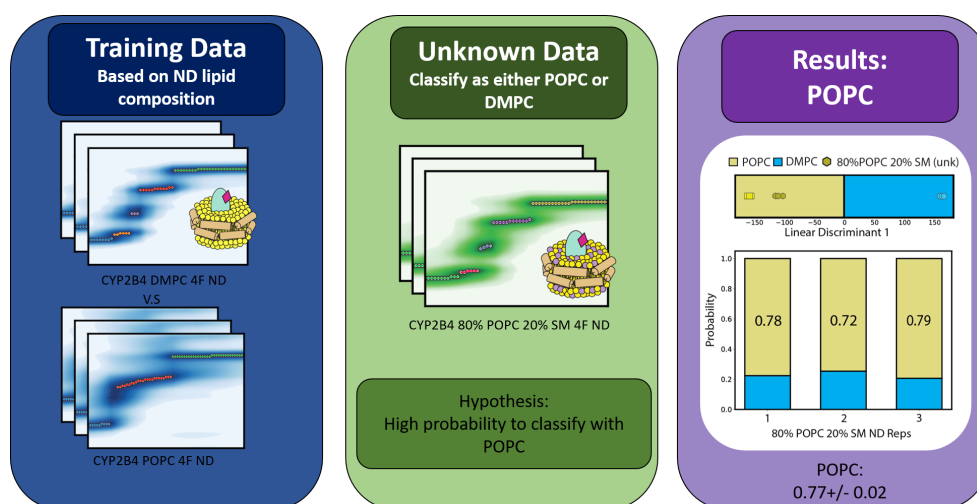 Training Data
Based on ND lipid
composition
CYP2B4 DMPC 4F ND
V.S
CYP2B4 POPC 4F ND
Unknown Data
Classify as either POPC or
DMPC
CYP2B4 80% POPC 20% SM 4F ND
Hypothesis:
High probability to classify with
POPC
Results:
POPC
POPC DMPC 80%POPC 20% SM (unk)
−150 −100 −50 0 50 100 150
Linear Discriminant 1
Probability
1.0
0.8
0.6
0.4
0.2
0.0
0.78 0.72 0.79
1 2 3
80% POPC 20% SM ND Reps
POPC:
0.77+/- 0.02